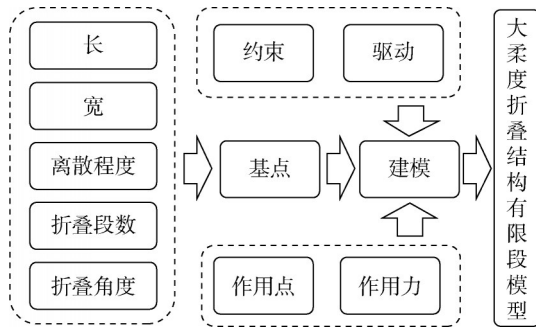 长
宽
离散程度
折叠段数
折叠角度
约束
驱动
基点
建模
作用点
作用力
大柔度折叠结构有限段模型